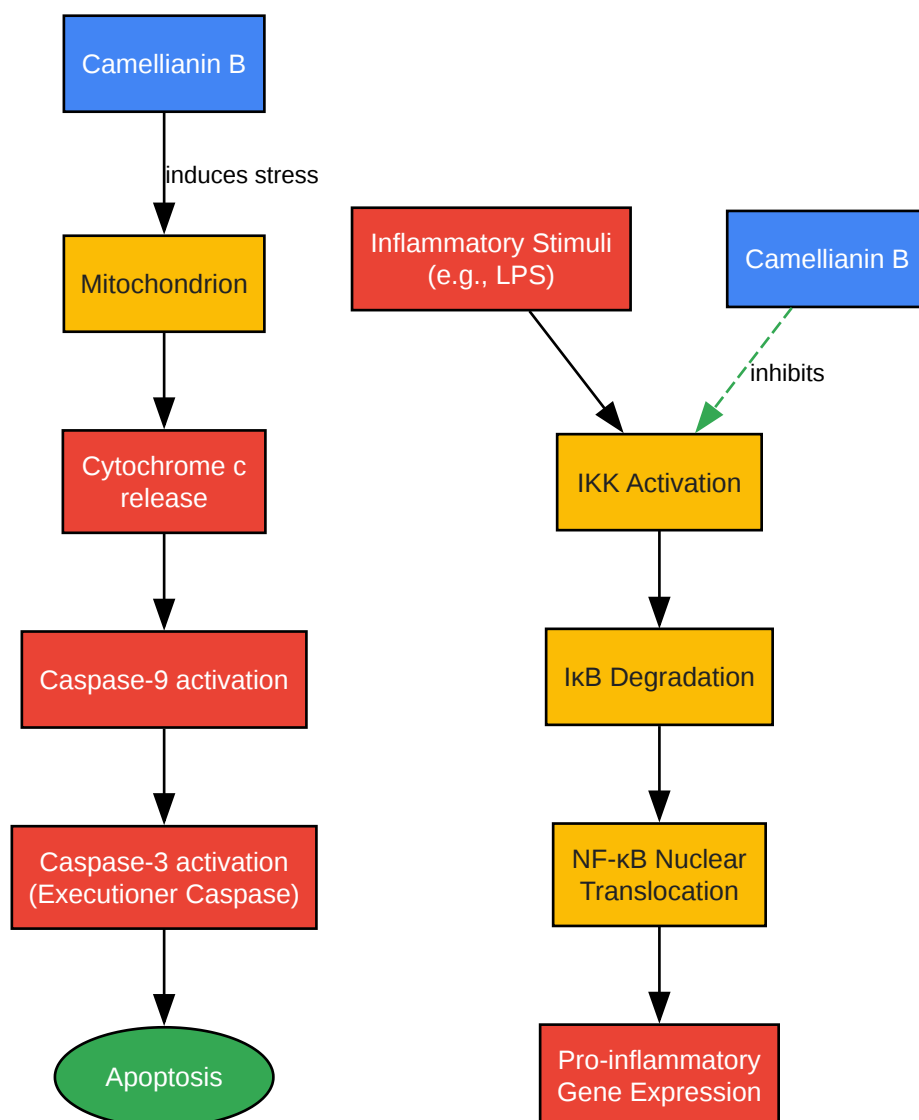 Camellianin B
induces stress
Mitochondrion
Cytochrome c
release
Caspase-9 activation
Caspase-3 activation
(Executioner Caspase)
Apoptosis
Inflammatory Stimuli
(e.g., LPS)
Camellianin B
inhibits
IKK Activation
IκB Degradation
NF-κB Nuclear
Translocation
Pro-inflammatory
Gene Expression